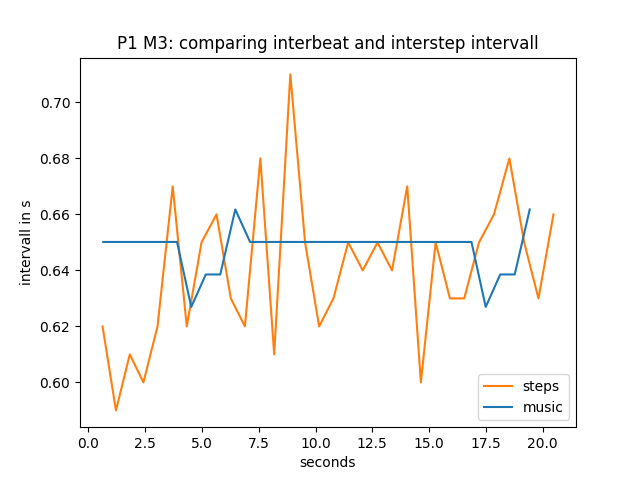 P1 M3: comparing interbeat and interstep intervall
0.70
0.68
0.66
0.64
0.62
0.60
intervall in s
0.0 2.5 5.0 7.5 10.0 12.5 15.0 17.5 20.0
seconds
steps
music